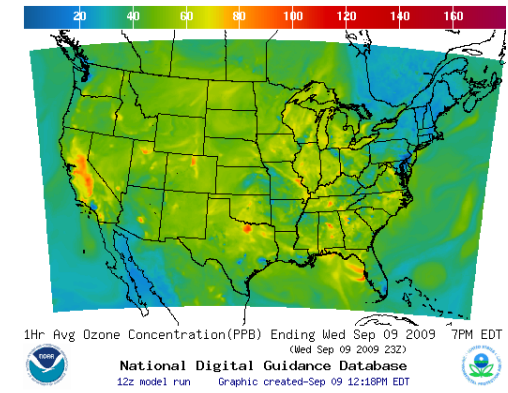 20 40 60 80 100 120 140 160
1Hr Avg Ozone Concentration(PPB) Ending Wed Sep 09 2009 7PM EDT
(Wed Sep 09 2009 23Z)
NOAA
National Digital Guidance Database
12z model run Graphic created-Sep 09 12:18PM EDT